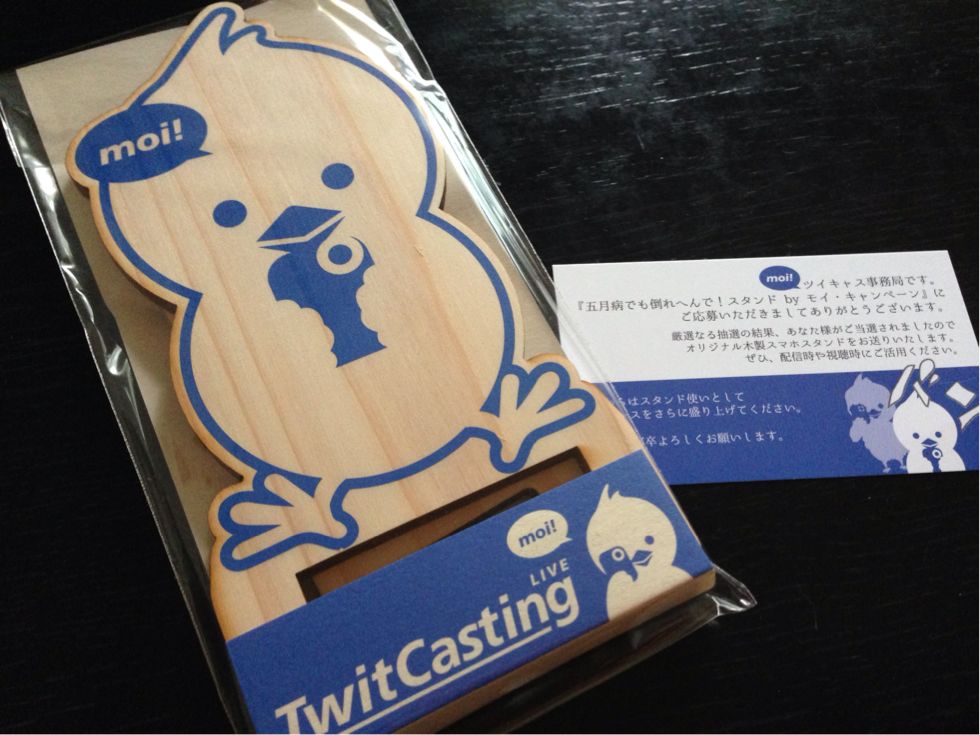 moi!
moi!
LIVE
TwitCasting
moi!
ツイキャス事務局です。
『五月病でも倒れへんで！スタンド by モイ・キャンペーン』に
ご応募いただきましてありがとうございます。
厳選なる抽選の結果、あなた様がご当選されましたので
オリジナル木製スマホスタンドをお送りいたします。
ぜひ、配信時や視聴時にご活用ください。
らはスタンド使いとして
スをさらに盛り上げてください。
卒よろしくお願いします。